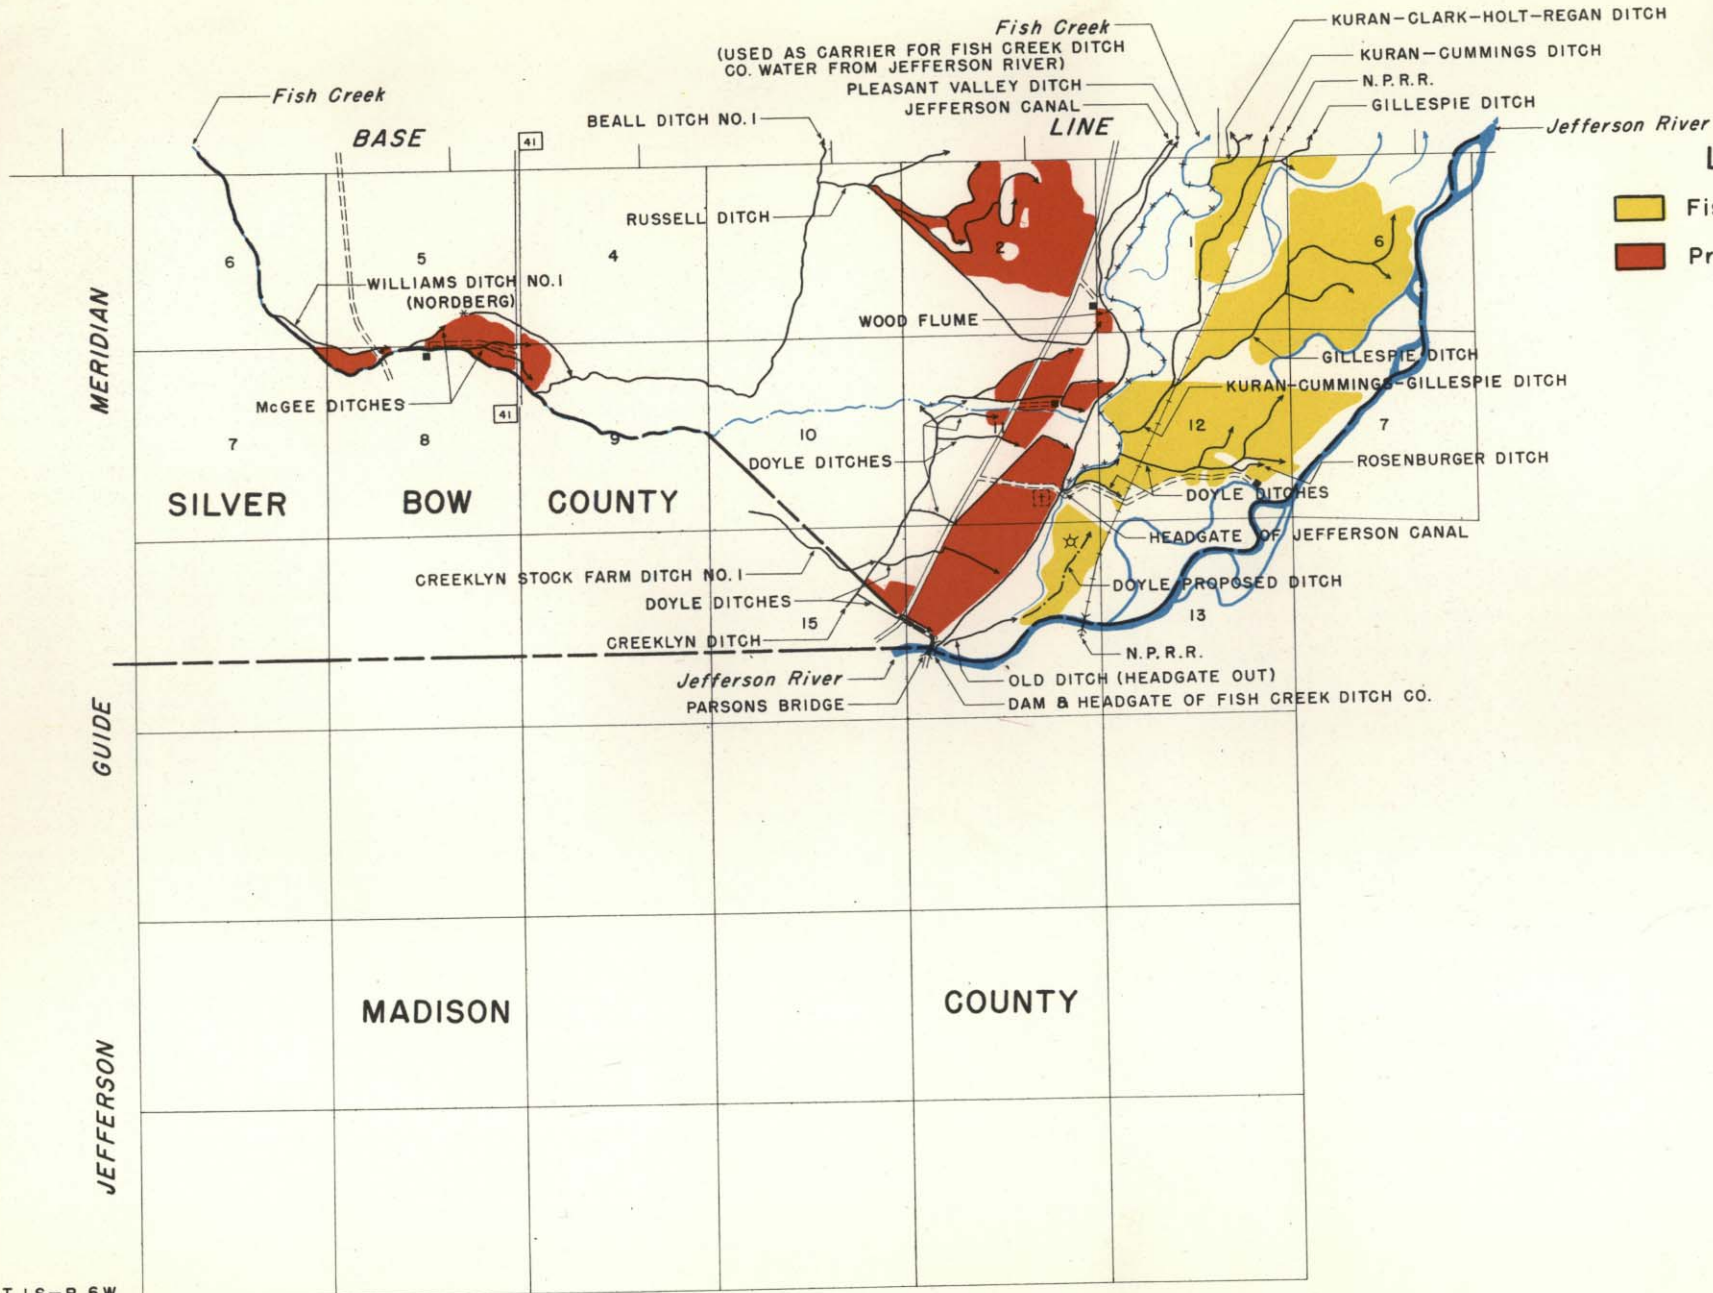 KURAN-CLARK-HOLT-REGAN DITCH
Fish Creek
(USED AS CARRIER FOR FISH CREEK DITCH
CO. WATER FROM JEFFERSON RIVER)
KURAN-CUMMINGS DITCH
N.P.R.R.
PLEASANT VALLEY DITCH
JEFFERSON CANAL
GILLESPIE DITCH
Fish Creek
BEALL DITCH NO.1
BASE
41
LINE
Jefferson River
L
Fis
Pr
RUSSELL DITCH
6
5
4
2
1
6
WILLIAMS DITCH NO.1
(NORDBERG)
MERIDIAN
WOOD FLUME
GILLESPIE DITCH
KURAN-CUMMINGS-GILLESPIE DITCH
McGEE DITCHES
41
7
8
9
10
11
12
7
DOYLE DITCHES
ROSENBURGER DITCH
DOYLE DITCHES
SILVER BOW COUNTY
HEADGATE OF JEFFERSON CANAL
CREEKLYN STOCK FARM DITCH NO.1
DOYLE PROPOSED DITCH
DOYLE DITCHES
15
13
CREEKLYN DITCH
N.P.R.R.
Jefferson River
OLD DITCH (HEADGATE OUT)
PARSONS BRIDGE
DAM & HEADGATE OF FISH CREEK DITCH CO.
GUIDE
MADISON COUNTY
JEFFERSON
T.1S-R.6W